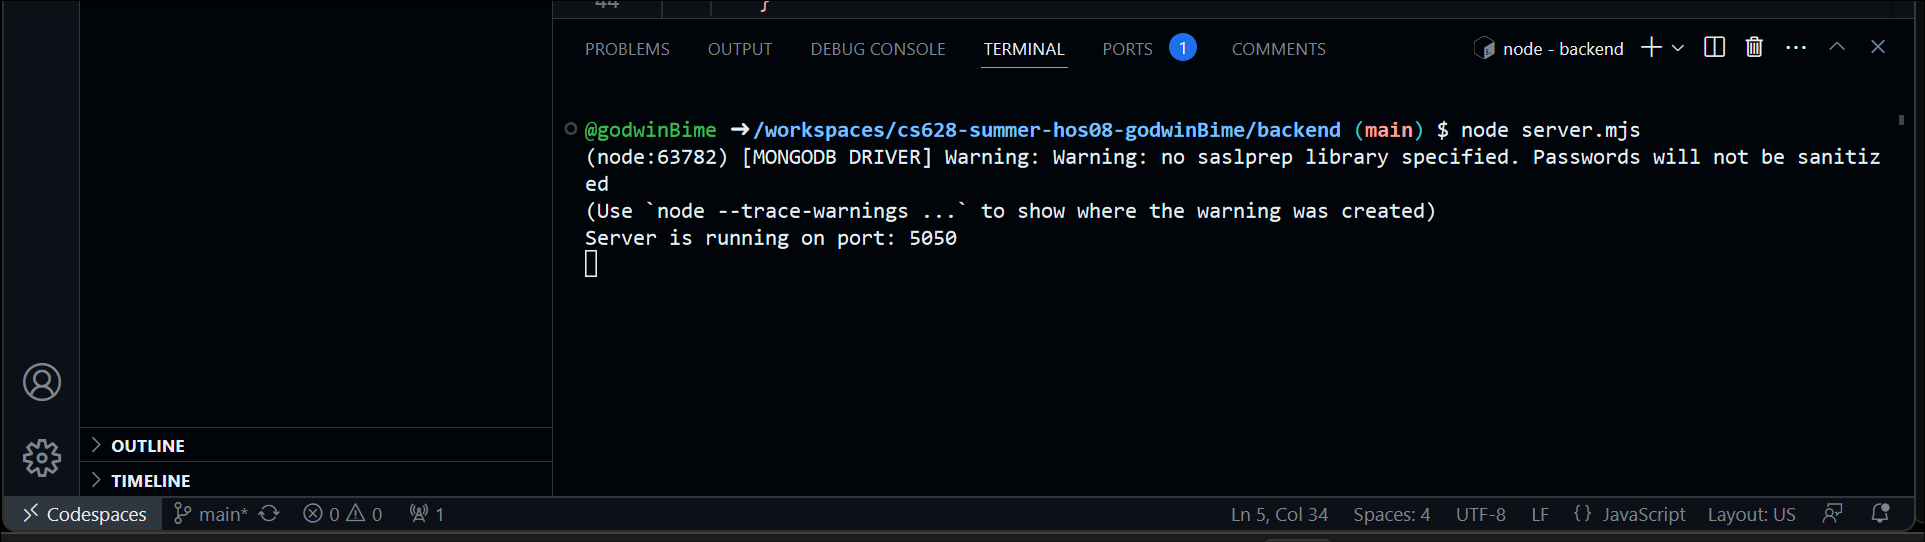 44 }
PROBLEMS OUTPUT DEBUG CONSOLE TERMINAL PORTS 1 COMMENTS node - backend
@godwinBime ➜/workspaces/cs628-summer-hos08-godwinBime/backend (main) $ node server.mjs
(node:63782) [MONGODB DRIVER] Warning: Warning: no saslprep library specified. Passwords will not be sanitiz
ed
(Use `node --trace-warnings ...` to show where the warning was created)
Server is running on port: 5050
OUTLINE
TIMELINE
Codespaces main* 0 0 1 Ln 5, Col 34 Spaces: 4 UTF-8 LF {} JavaScript Layout: US